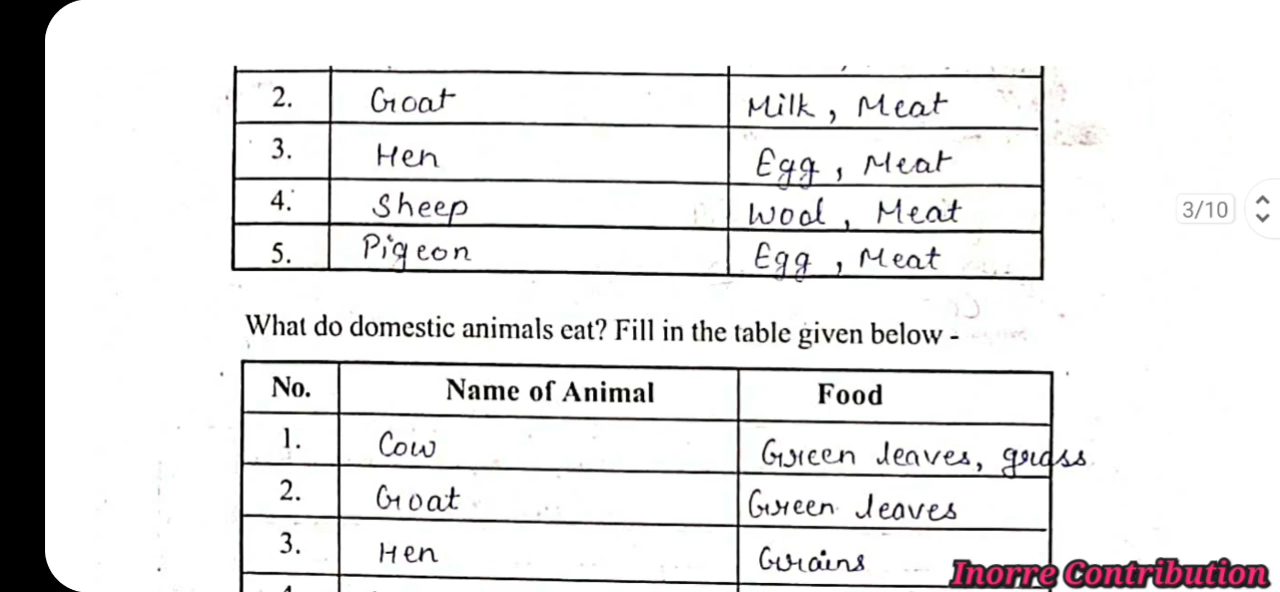 2. Goat Milk, Meat
3. Hen Egg, Meat
4. Sheep Wool, Meat
5. Pigeon Egg, Meat
3/10
What do domestic animals eat? Fill in the table given below -
No. Name of Animal Food
1. Cow Green leaves, grass
2. Goat Green leaves
3. Hen Grains
Inorre Contribution